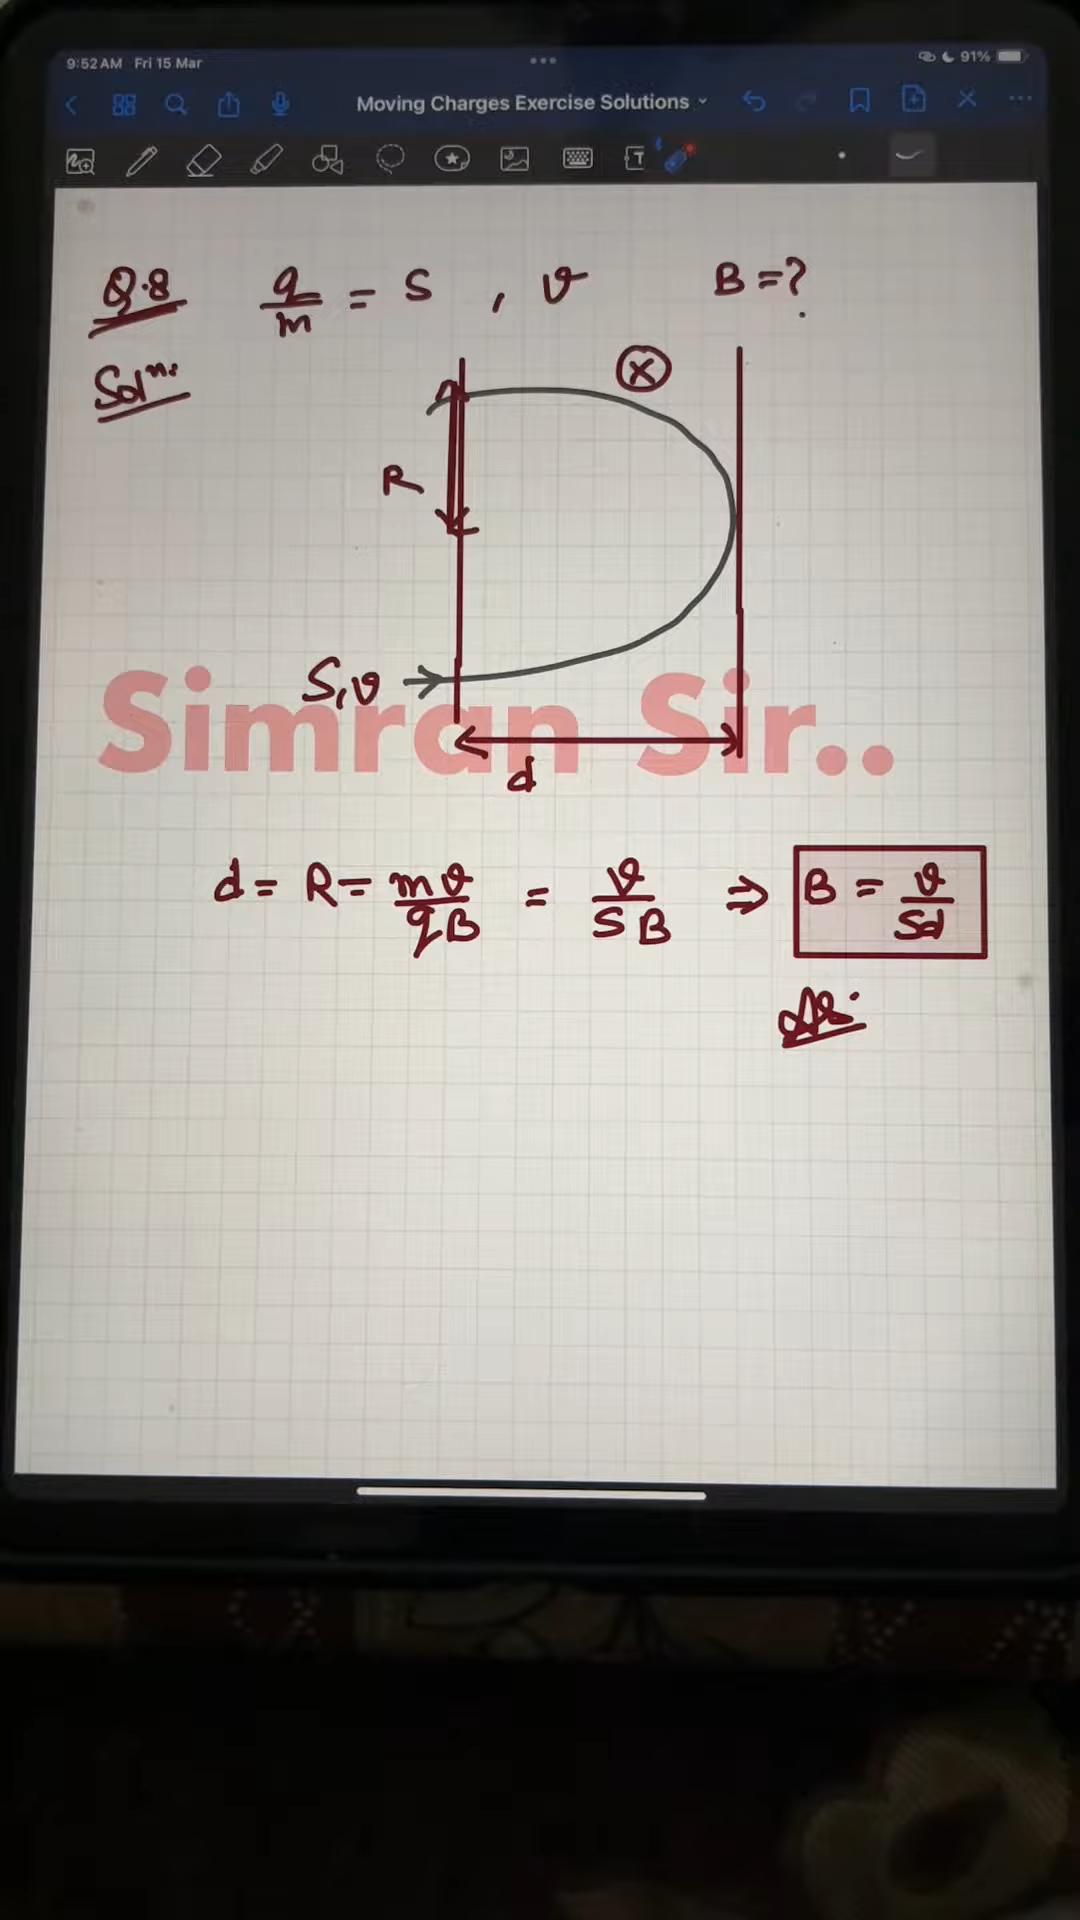 9:52 AM Fri 15 Mar 91%
Moving Charges Exercise Solutions
T
Q.8 q/m = S , v B = ?
Solⁿ.
R
S, v
Simran Sir..
d
d = R = mv/qB = v/SB ⇒ B = v/Sd